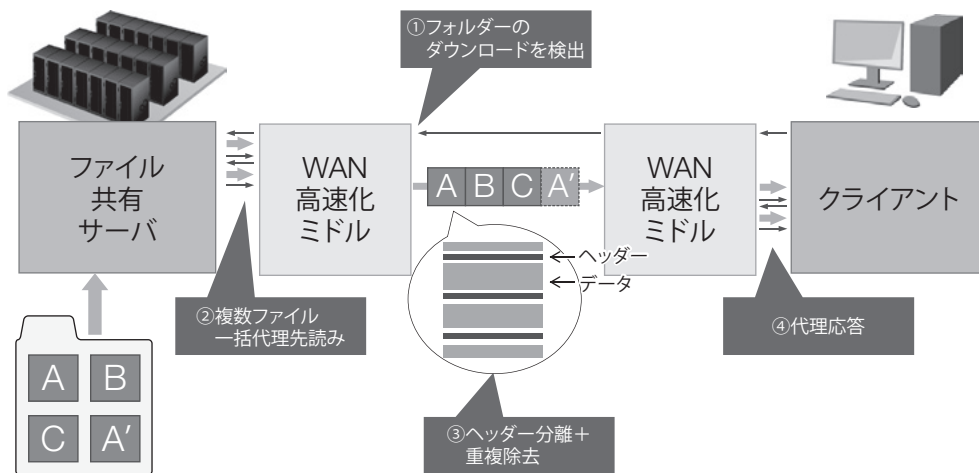 ①フォルダーの
ダウンロードを検出
ファイル
共有
サーバ
WAN
高速化
ミドル
A B C A′
WAN
高速化
ミドル
クライアント
ヘッダー
データ
②複数ファイル
一括代理先読み
④代理応答
A B
C A′
③ヘッダー分離＋
重複除去